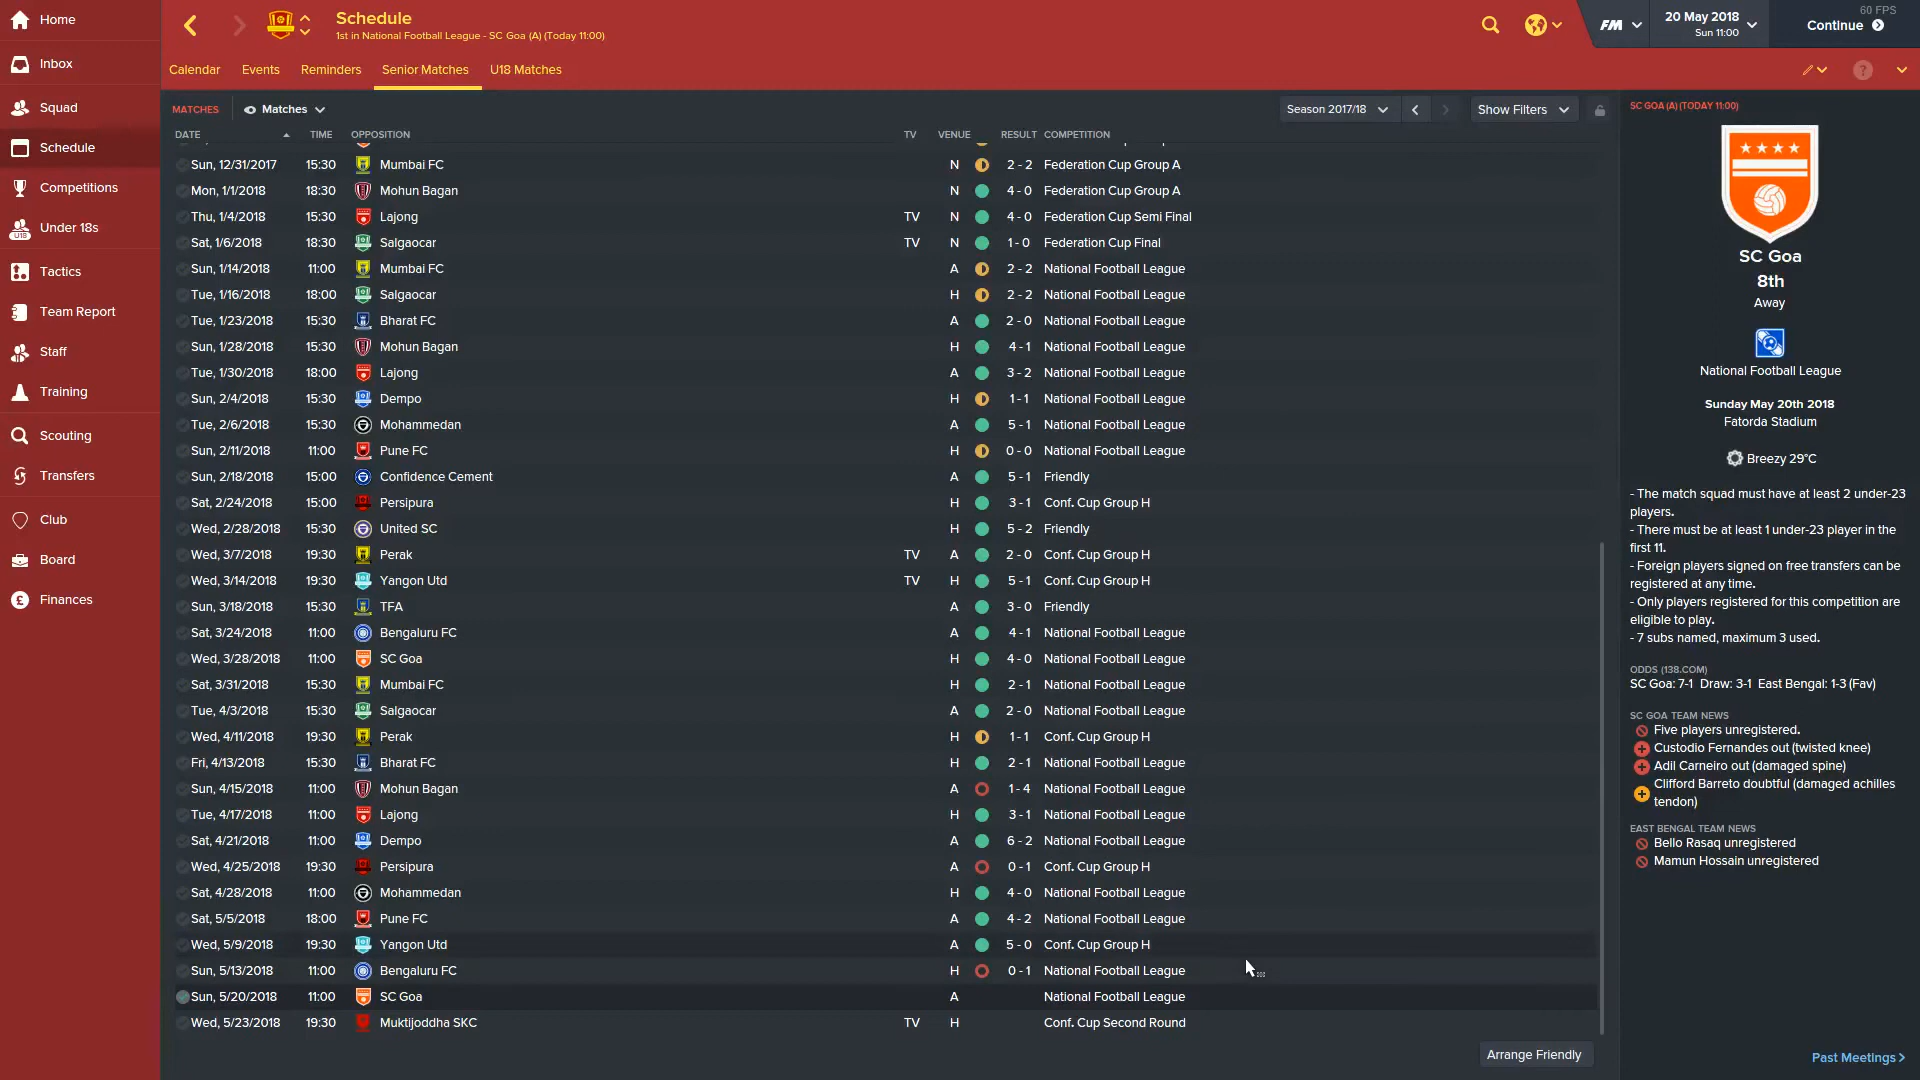 Home
Inbox
Squad
Schedule
Competitions
Under 18s
Tactics
Team Report
Staff
Training
Scouting
Transfers
Club
Board
Finances
Schedule
1st in National Football League - SC Goa (A) (Today 11:00)
FM
20 May 2018
Sun 11:00
60 FPS
Continue
Calendar Events Reminders Senior Matches U18 Matches
MATCHES Matches Season 2017/18 Show Filters
DATE TIME OPPOSITION TV VENUE RESULT COMPETITION
Sun, 12/31/2017 15:30 Mumbai FC N 2 - 2 Federation Cup Group A
Mon, 1/1/2018 18:30 Mohun Bagan N 4 - 0 Federation Cup Group A
Thu, 1/4/2018 15:30 Lajong TV N 4 - 0 Federation Cup Semi Final
Sat, 1/6/2018 18:30 Salgaocar TV N 1 - 0 Federation Cup Final
Sun, 1/14/2018 11:00 Mumbai FC A 2 - 2 National Football League
Tue, 1/16/2018 18:00 Salgaocar H 2 - 2 National Football League
Tue, 1/23/2018 15:30 Bharat FC A 2 - 0 National Football League
Sun, 1/28/2018 15:30 Mohun Bagan H 4 - 1 National Football League
Tue, 1/30/2018 18:00 Lajong A 3 - 2 National Football League
Sun, 2/4/2018 15:30 Dempo H 1 - 1 National Football League
Tue, 2/6/2018 15:30 Mohammedan A 5 - 1 National Football League
Sun, 2/11/2018 11:00 Pune FC H 0 - 0 National Football League
Sun, 2/18/2018 15:00 Confidence Cement A 5 - 1 Friendly
Sat, 2/24/2018 15:00 Persipura H 3 - 1 Conf. Cup Group H
Wed, 2/28/2018 15:30 United SC H 5 - 2 Friendly
Wed, 3/7/2018 19:30 Perak TV A 2 - 0 Conf. Cup Group H
Wed, 3/14/2018 19:30 Yangon Utd TV H 5 - 1 Conf. Cup Group H
Sun, 3/18/2018 15:30 TFA A 3 - 0 Friendly
Sat, 3/24/2018 11:00 Bengaluru FC A 4 - 1 National Football League
Wed, 3/28/2018 11:00 SC Goa H 4 - 0 National Football League
Sat, 3/31/2018 15:30 Mumbai FC H 2 - 1 National Football League
Tue, 4/3/2018 15:30 Salgaocar A 2 - 0 National Football League
Wed, 4/11/2018 19:30 Perak H 1 - 1 Conf. Cup Group H
Fri, 4/13/2018 15:30 Bharat FC H 2 - 1 National Football League
Sun, 4/15/2018 11:00 Mohun Bagan A 1 - 4 National Football League
Tue, 4/17/2018 11:00 Lajong H 3 - 1 National Football League
Sat, 4/21/2018 11:00 Dempo A 6 - 2 National Football League
Wed, 4/25/2018 19:30 Persipura A 0 - 1 Conf. Cup Group H
Sat, 4/28/2018 11:00 Mohammedan H 4 - 0 National Football League
Sat, 5/5/2018 18:00 Pune FC A 4 - 2 National Football League
Wed, 5/9/2018 19:30 Yangon Utd A 5 - 0 Conf. Cup Group H
Sun, 5/13/2018 11:00 Bengaluru FC H 0 - 1 National Football League
Sun, 5/20/2018 11:00 SC Goa A National Football League
Wed, 5/23/2018 19:30 Muktijoddha SKC TV H Conf. Cup Second Round
Arrange Friendly
SC GOA (A) (TODAY 11:00)
SC Goa
8th
Away
National Football League
Sunday May 20th 2018
Fatorda Stadium
Breezy 29°C
- The match squad must have at least 2 under-23
players.
- There must be at least 1 under-23 player in the
first 11.
- Foreign players signed on free transfers can be
registered at any time.
- Only players registered for this competition are
eligible to play.
- 7 subs named, maximum 3 used.
ODDS (138.COM)
SC Goa: 7-1 Draw: 3-1 East Bengal: 1-3 (Fav)
SC GOA TEAM NEWS
Five players unregistered.
Custodio Fernandes out (twisted knee)
Adil Carneiro out (damaged spine)
Clifford Barreto doubtful (damaged achilles
tendon)
EAST BENGAL TEAM NEWS
Bello Rasaq unregistered
Mamun Hossain unregistered
Past Meetings >